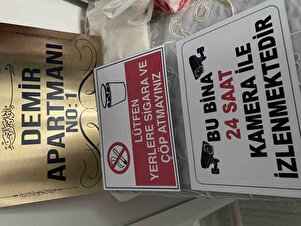 DEMİR
APARTMANI
NO: 1
LÜTFEN
YERLERE SİGARA VE
ÇÖP ATMAYINIZ
BU BİNA
24 SAAT
KAMERA İLE
İZLENMEKTEDİR